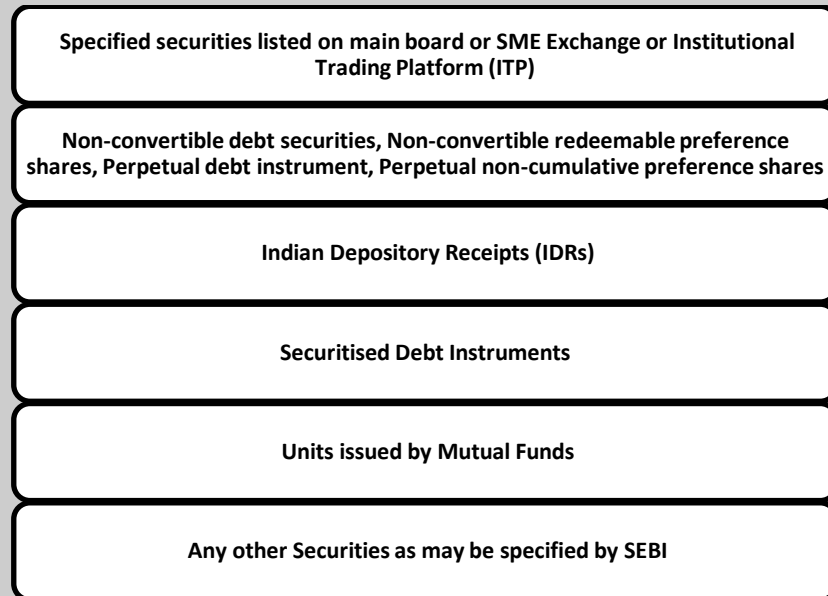 Specified securities listed on main board or SME Exchange or Institutional
Trading Platform (ITP)
Non-convertible debt securities, Non-convertible redeemable preference
shares, Perpetual debt instrument, Perpetual non-cumulative preference shares
Indian Depository Receipts (IDRs)
Securitised Debt Instruments
Units issued by Mutual Funds
Any other Securities as may be specified by SEBI